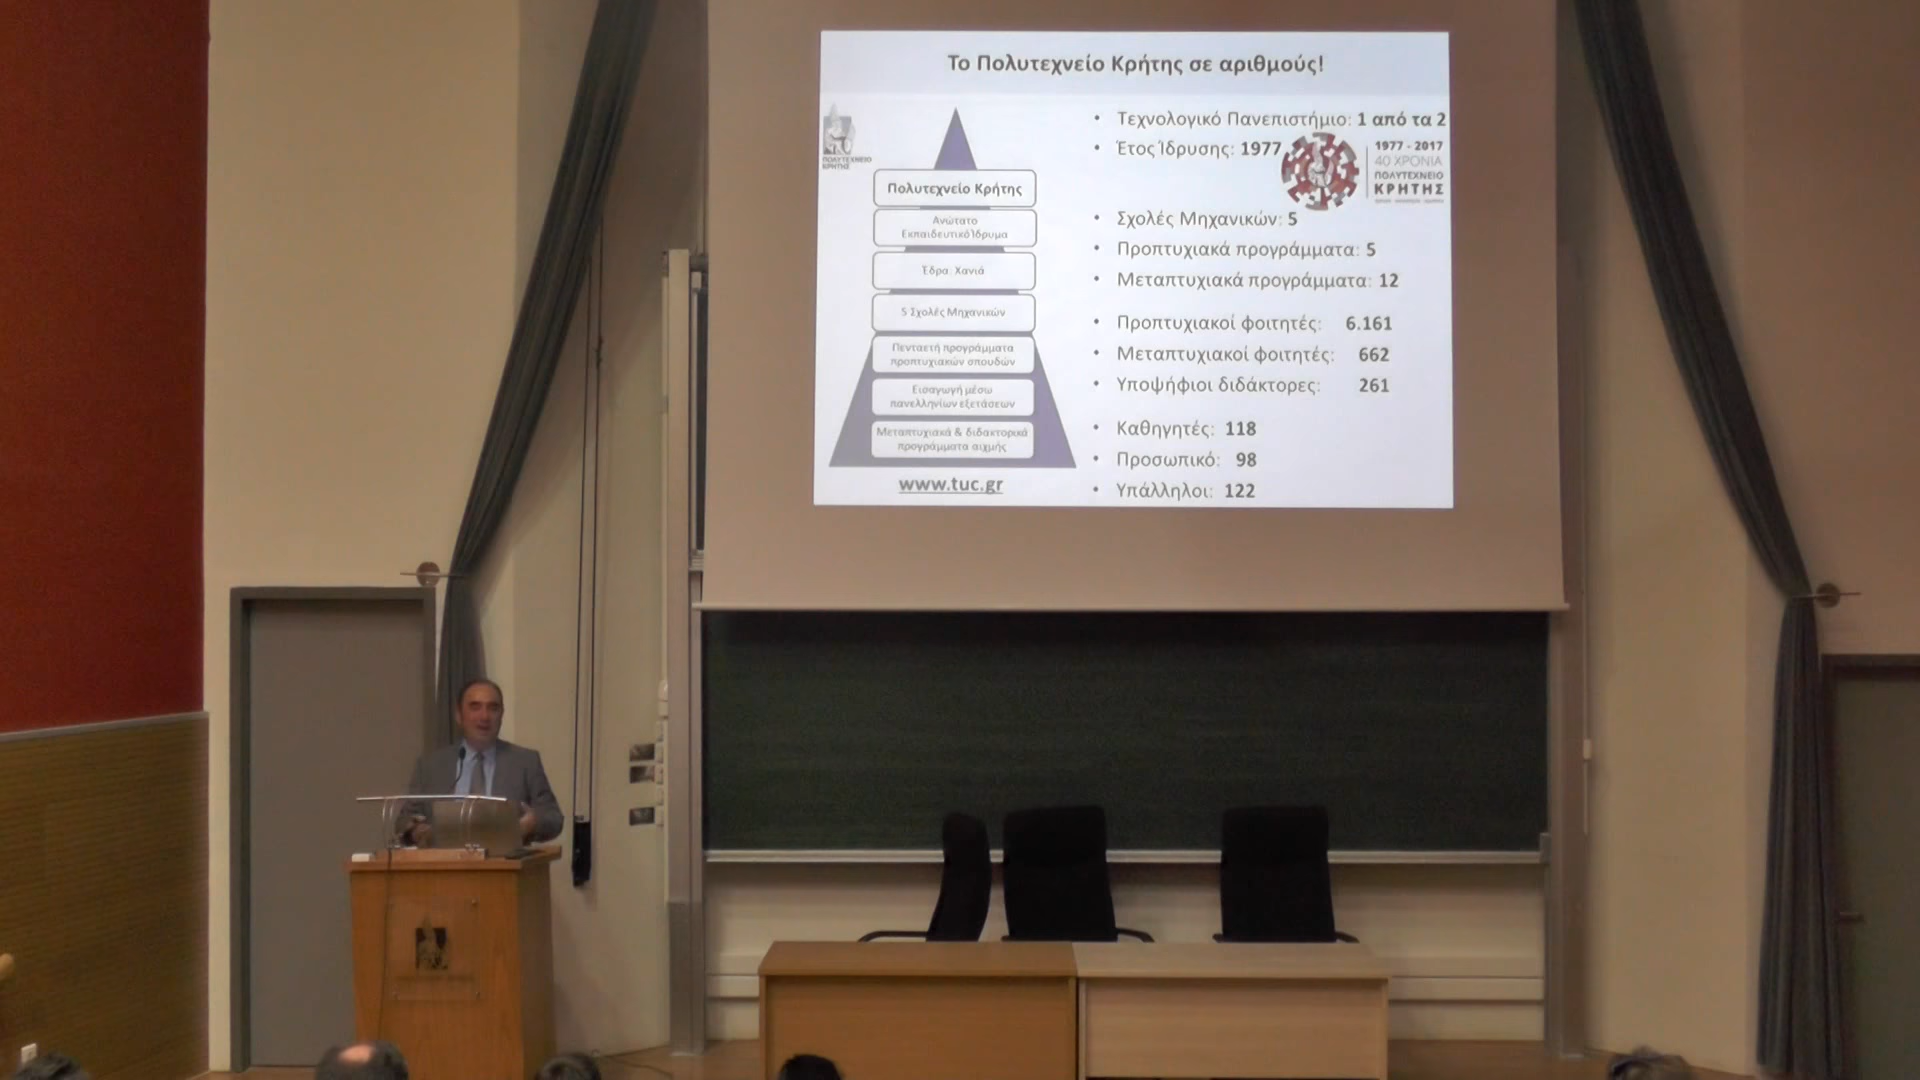 Το Πολυτεχνείο Κρήτης σε αριθμούς!
ΠΟΛΥΤΕΧΝΕΙΟ
ΚΡΗΤΗΣ
Πολυτεχνείο Κρήτης
Ανώτατο
Εκπαιδευτικό Ίδρυμα
Έδρα: Χανιά
5 Σχολές Μηχανικών
Πενταετή προγράμματα
προπτυχιακών σπουδών
Εισαγωγή μέσω
πανελληνίων εξετάσεων
Μεταπτυχιακά & διδακτορικά
προγράμματα αιχμής
www.tuc.gr
• Τεχνολογικό Πανεπιστήμιο: 1 από τα 2
• Έτος Ίδρυσης: 1977
1977 - 2017
40 ΧΡΟΝΙΑ
ΠΟΛΥΤΕΧΝΕΙΟ
ΚΡΗΤΗΣ
• Σχολές Μηχανικών: 5
• Προπτυχιακά προγράμματα: 5
• Μεταπτυχιακά προγράμματα: 12
• Προπτυχιακοί φοιτητές: 6.161
• Μεταπτυχιακοί φοιτητές: 662
• Υποψήφιοι διδάκτορες: 261
• Καθηγητές: 118
• Προσωπικό: 98
• Υπάλληλοι: 122